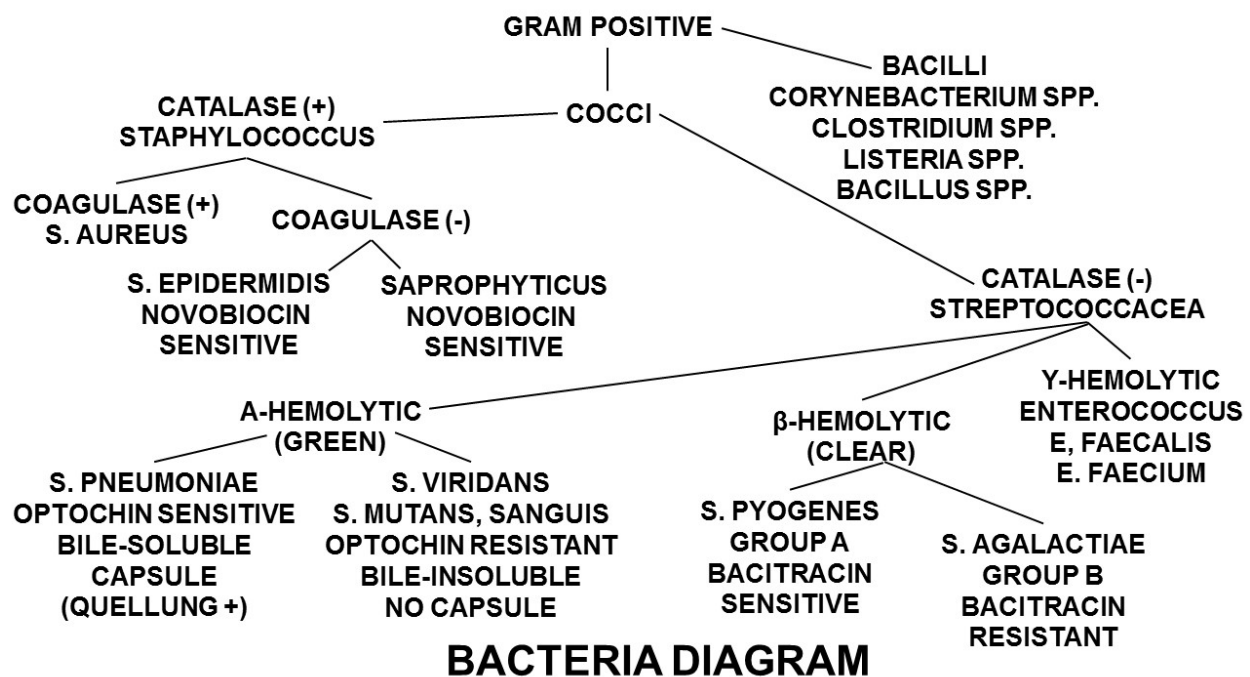 GRAM POSITIVE
BACILLI
CORYNEBACTERIUM SPP.
CLOSTRIDIUM SPP.
LISTERIA SPP.
BACILLUS SPP.
COCCI
CATALASE (+)
STAPHYLOCOCCUS
COAGULASE (+)
S. AUREUS
COAGULASE (-)
S. EPIDERMIDIS
NOVOBIOCIN
SENSITIVE
SAPROPHYTICUS
NOVOBIOCIN
SENSITIVE
CATALASE (-)
STREPTOCOCCACEA
A-HEMOLYTIC
(GREEN)
S. PNEUMONIAE
OPTOCHIN SENSITIVE
BILE-SOLUBLE
CAPSULE
(QUELLUNG +)
S. VIRIDANS
S. MUTANS, SANGUIS
OPTOCHIN RESISTANT
BILE-INSOLUBLE
NO CAPSULE
β-HEMOLYTIC
(CLEAR)
S. PYOGENES
GROUP A
BACITRACIN
SENSITIVE
S. AGALACTIAE
GROUP B
BACITRACIN
RESISTANT
Y-HEMOLYTIC
ENTEROCOCCUS
E, FAECALIS
E. FAECIUM
BACTERIA DIAGRAM